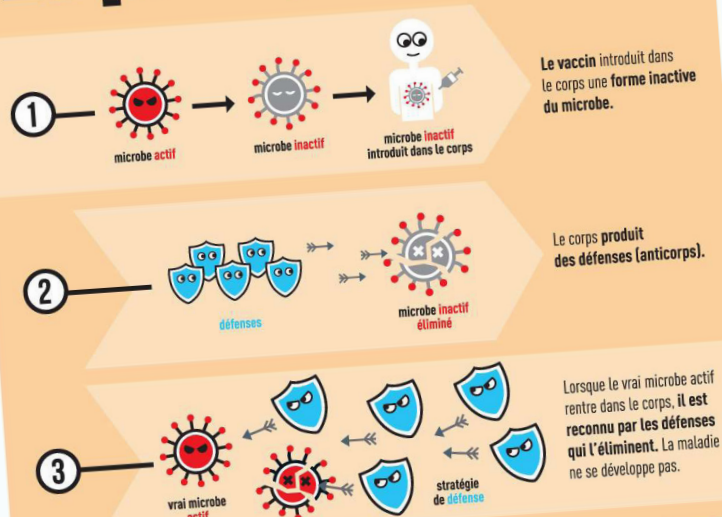 1
microbe actif
microbe inactif
microbe inactif
introduit dans le corps
Le vaccin introduit dans
le corps une forme inactive
du microbe.
2
défenses
microbe inactif
éliminé
Le corps produit
des défenses (anticorps).
3
vrai microbe
actif
stratégie
de défense
Lorsque le vrai microbe actif
rentre dans le corps, il est
reconnu par les défenses
qui l'éliminent. La maladie
ne se développe pas.